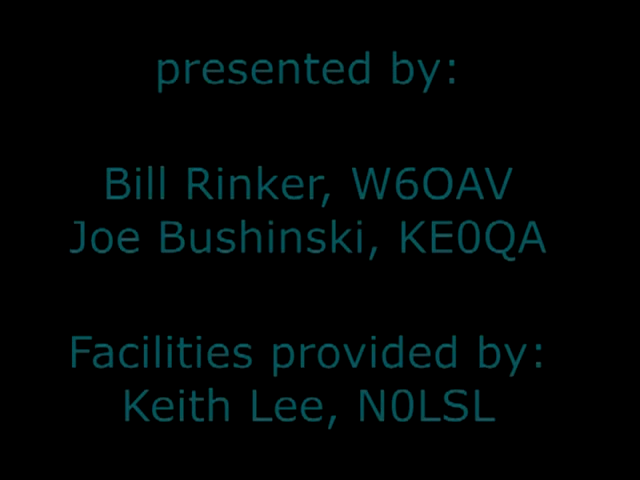 presented by:
Bill Rinker, W6OAV
Joe Bushinski, KE0QA
Facilities provided by:
Keith Lee, N0LSL